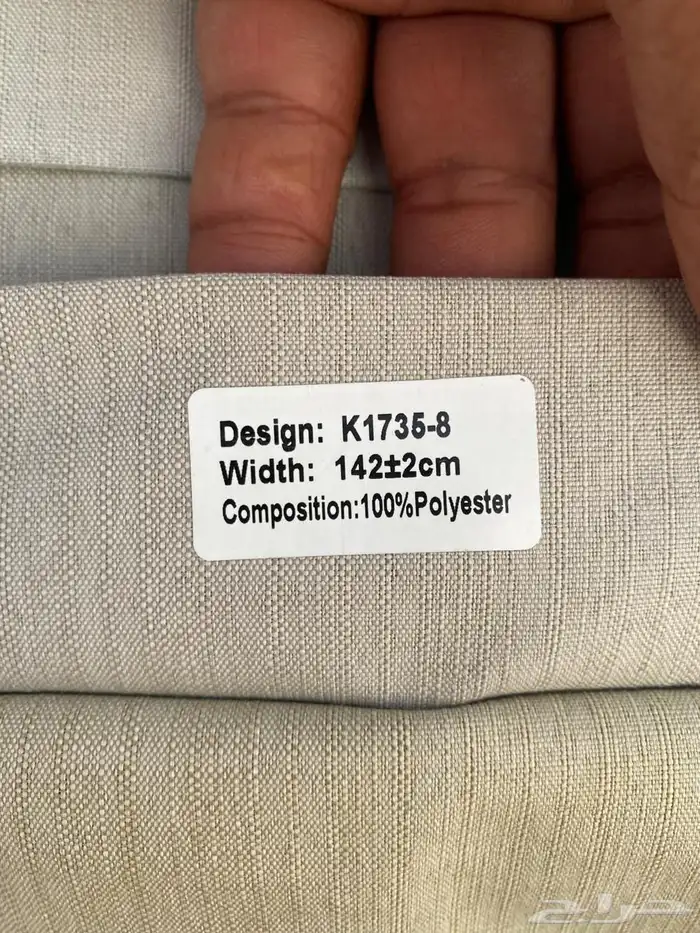 Design: K1735-8
Width: 142±2cm
Composition:100%Polyester
حراج